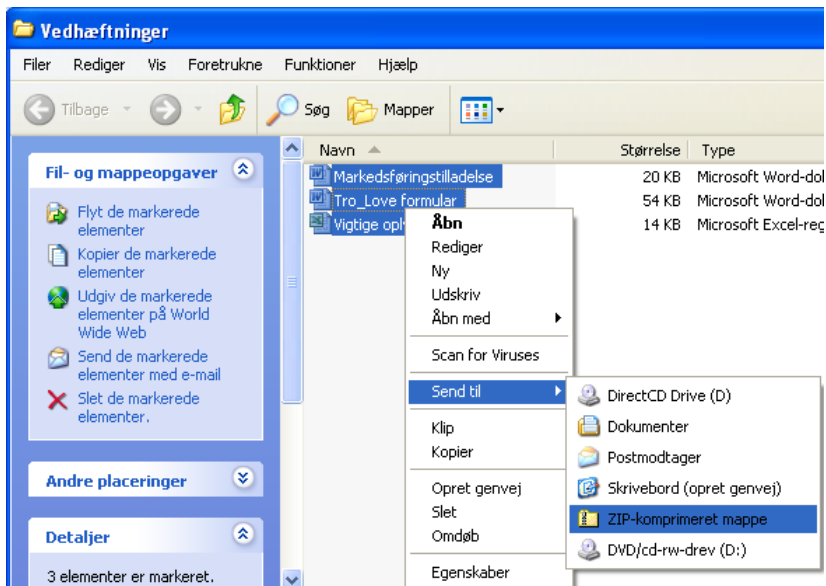 Vedhæftninger
Filer Rediger Vis Foretrukne Funktioner Hjælp
Tilbage Søg Mapper
Fil- og mappeopgaver
Flyt de markerede
elementer
Kopier de markerede
elementer
Udgiv de markerede
elementer på World
Wide Web
Send de markerede
elementer med e-mail
Slet de markerede
elementer.
Andre placeringer
Detaljer
3 elementer er markeret.
Navn Størrelse Type
Markedsføringstilladelse 20 KB Microsoft Word-dok
Tro_Love formular 54 KB Microsoft Word-dok
Vigtige opl 14 KB Microsoft Excel-reg
Åbn
Rediger
Ny
Udskriv
Åbn med
Scan for Viruses
Send til
Klip
Kopier
Opret genvej
Slet
Omdøb
Egenskaber
DirectCD Drive (D)
Dokumenter
Postmodtager
Skrivebord (opret genvej)
ZIP-komprimeret mappe
DVD/cd-rw-drev (D:)